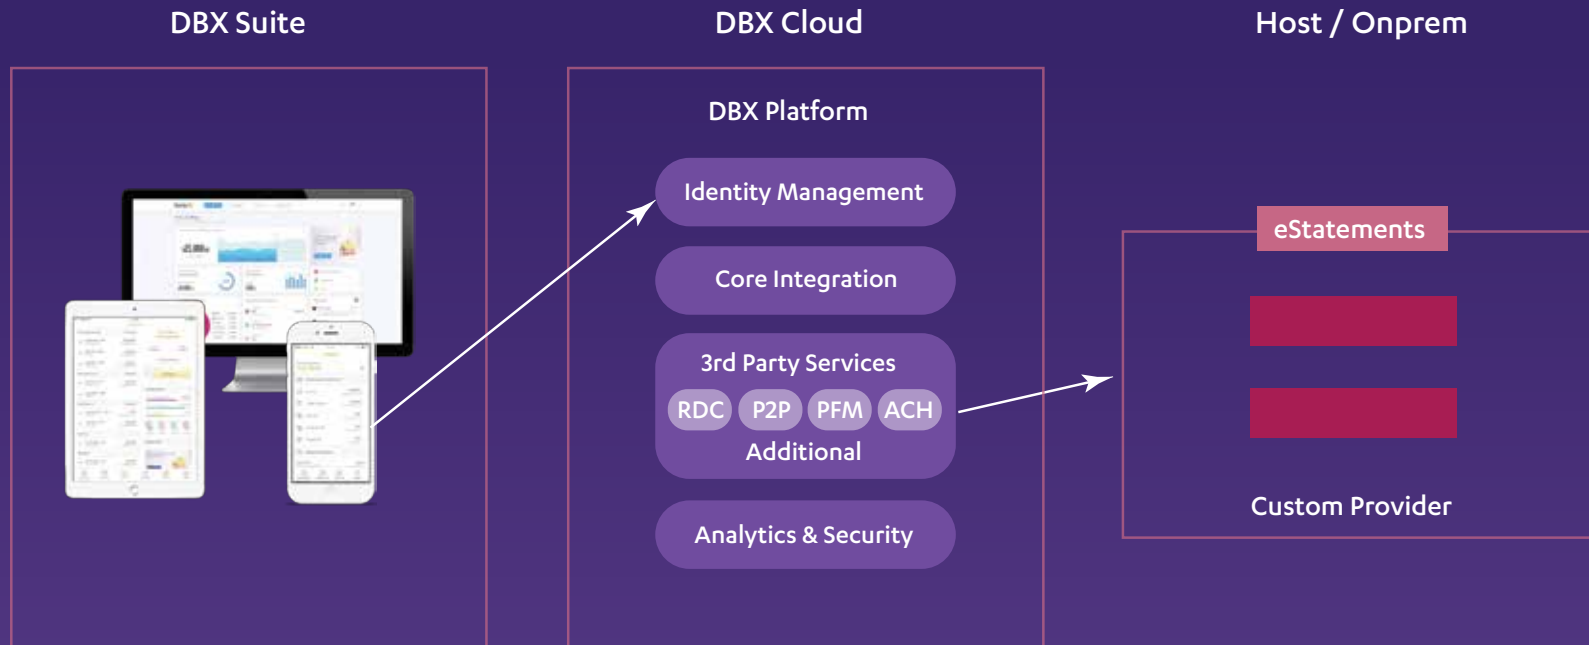 DBX Suite
DBX Cloud
Host / Onprem
DBX Platform
Identity Management
Core Integration
3rd Party Services
RDC P2P PFM ACH
Additional
Analytics & Security
eStatements
Custom Provider